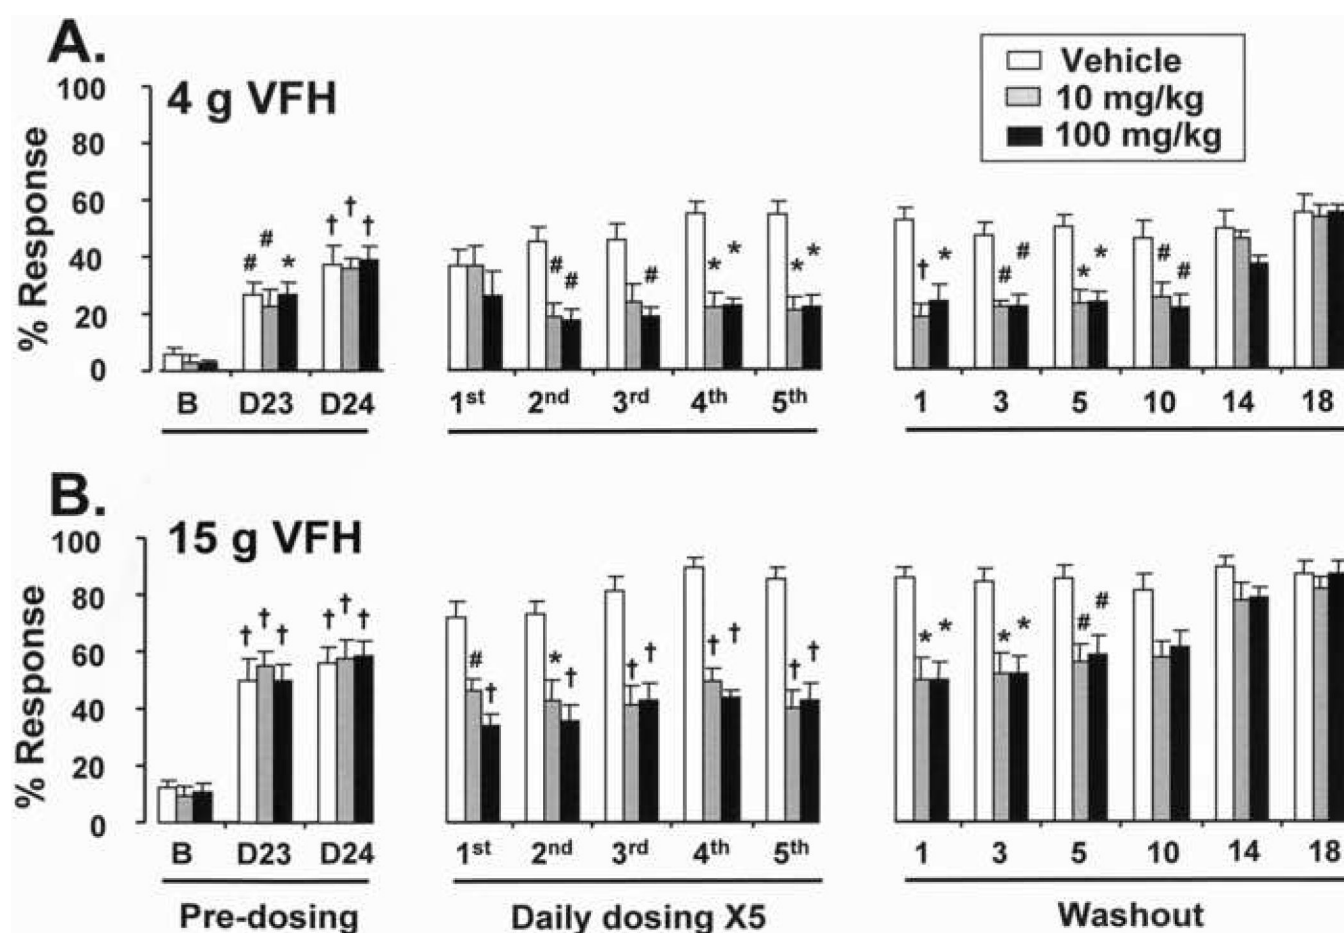 A.
4 g VFH
Vehicle
10 mg/kg
100 mg/kg
% Response
100
80
60
40
20
0
† † †
# # *
# #
#
* *
* *
† *
# #
* *
# #
B D23 D24
1st 2nd 3rd 4th 5th
1 3 5 10 14 18
B.
15 g VFH
% Response
100
80
60
40
20
0
† † †
† † †
# †
* †
† †
† †
† †
* *
* *
# #
B D23 D24
1st 2nd 3rd 4th 5th
1 3 5 10 14 18
Pre-dosing Daily dosing X5 Washout